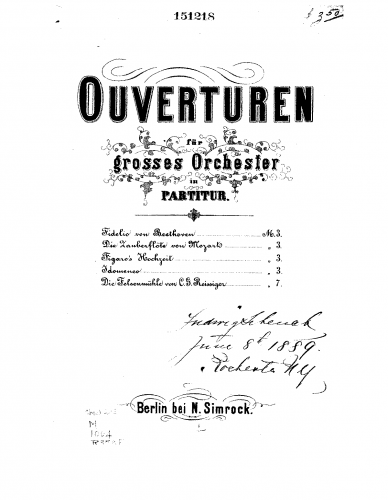 151218
$ 3.50
OUVERTUREN
für
grosses Orchester
in
PARTITUR.
Fidelio von Beethoven M. 3.
Die Zauberflöte von Mozart „ 3.
Figaro's Hochzeit „ 3.
Idomeneo „ 3.
Die Felsenmühle von C. G. Reissiger „ 7.
Ludwig Schenck
June 8th 1889.
Rochester N Y
Berlin bei N. Simrock.
M
1004